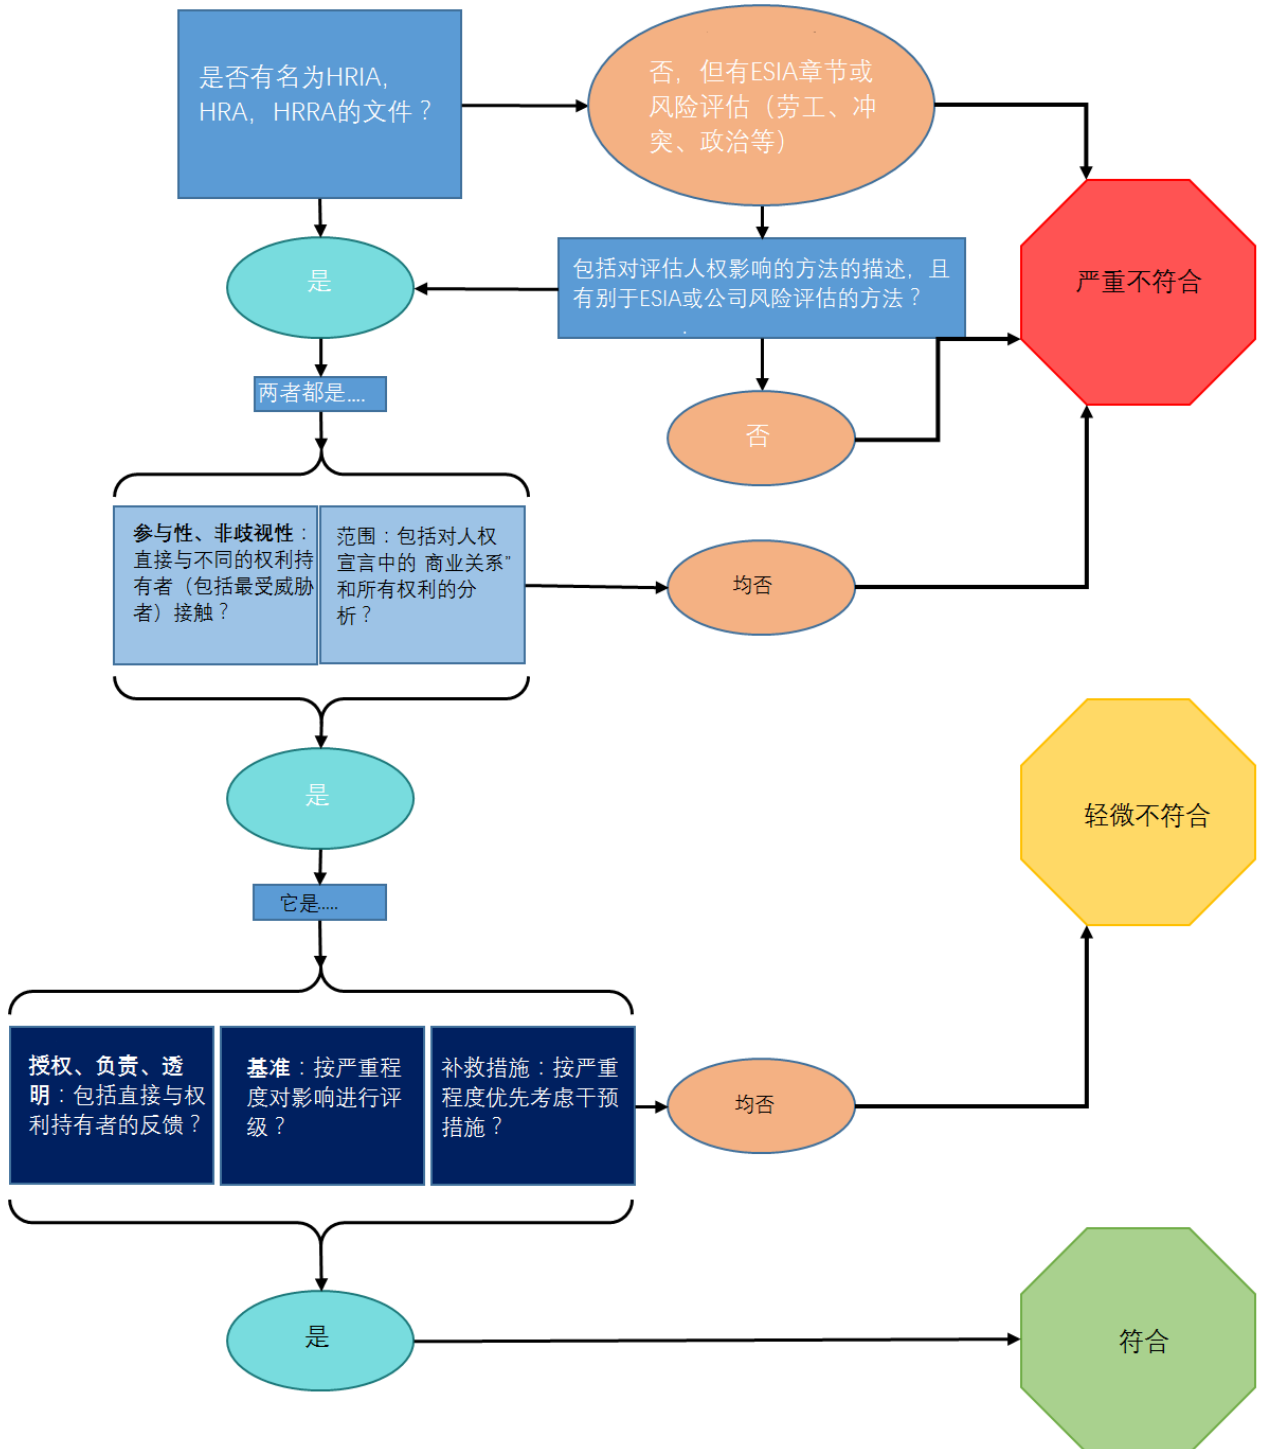 是否有名为HRIA,
HRA, HRRA的文件？
否, 但有ESIA章节或
风险评估（劳工、冲
突、政治等）
严重不符合
是
包括对评估人权影响的方法的描述, 且
有别于ESIA或公司风险评估的方法？
两者都是....
否
参与性、非歧视性：
直接与不同的权利持
有者（包括最受威胁
者）接触？
范围：包括对人权
宣言中的 商业关系”
和所有权利的分
析？
均否
是
轻微不符合
它是.....
授权、负责、透
明：包括直接与权
利持有者的反馈？
基准：按严重程
度对影响进行评
级？
补救措施：按严重
程度优先考虑干预
措施？
均否
是
符合